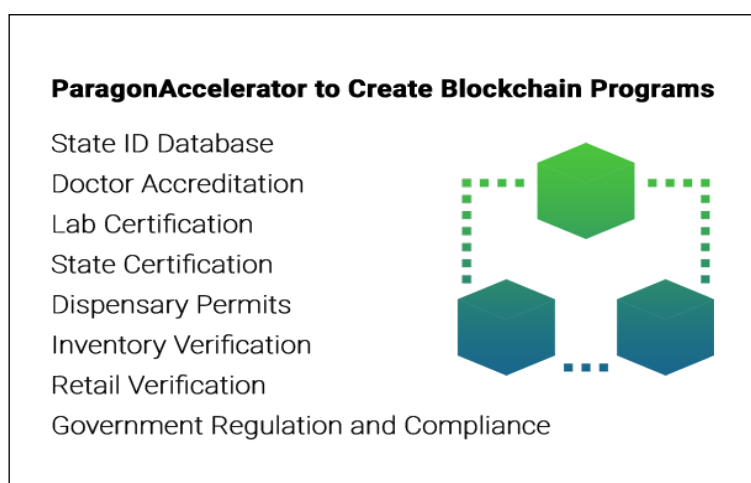 ParagonAccelerator to Create Blockchain Programs
State ID Database
Doctor Accreditation
Lab Certification
State Certification
Dispensary Permits
Inventory Verification
Retail Verification
Government Regulation and Compliance